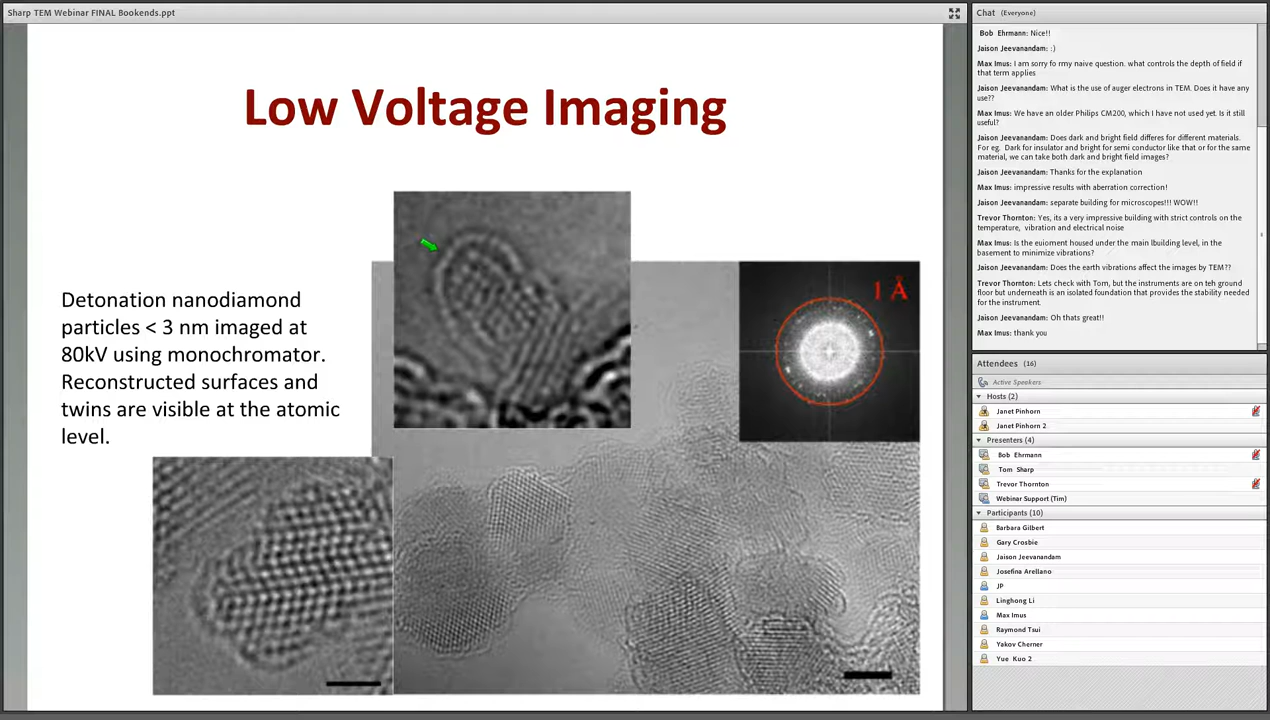 Sharp TEM Webinar FINAL Bookends.ppt
Low Voltage Imaging
Detonation nanodiamond
particles < 3 nm imaged at
80kV using monochromator.
Reconstructed surfaces and
twins are visible at the atomic
level.
1 Å
Chat (Everyone)
Bob Ehrmann: Nice!!
Jaison Jeevanandam: :)
Max Imus: I am sorry fo rmy naive question. what controls the depth of field if
that term applies
Jaison Jeevanandam: What is the use of auger electrons in TEM. Does it have any
use??
Max Imus: We have an older Philips CM200, which I have not used yet. Is it still
useful?
Jaison Jeevanandam: Does dark and bright field differes for different materials.
For eg. Dark for insulator and bright for semi conductor like that or for the same
material, we can take both dark and bright field images?
Jaison Jeevanandam: Thanks for the explanation
Max Imus: impressive results with aberration correction!
Jaison Jeevanandam: separate building for microscopes!!! WOW!!
Trevor Thornton: Yes, its a very impressive building with strict controls on the
temperature, vibration and electrical noise
Max Imus: Is the euioment housed under the main lbuilding level, in the
basement to minimize vibrations?
Jaison Jeevanandam: Does the earth vibrations affect the images by TEM??
Trevor Thornton: Lets check with Tom, but the instruments are on teh ground
floor but underneath is an isolated foundation that provides the stability needed
for the instrument.
Jaison Jeevanandam: Oh thats great!!
Max Imus: thank you
Attendees (16)
Active Speakers
Hosts (2)
Janet Pinhorn
Janet Pinhorn 2
Presenters (4)
Bob Ehrmann
Tom Sharp
Trevor Thornton
Webinar Support (Tim)
Participants (10)
Barbara Gilbert
Gary Crosbie
Jaison Jeevanandam
Josefina Arellano
JP
Linghong Li
Max Imus
Raymond Tsui
Yakov Cherner
Yue Kuo 2